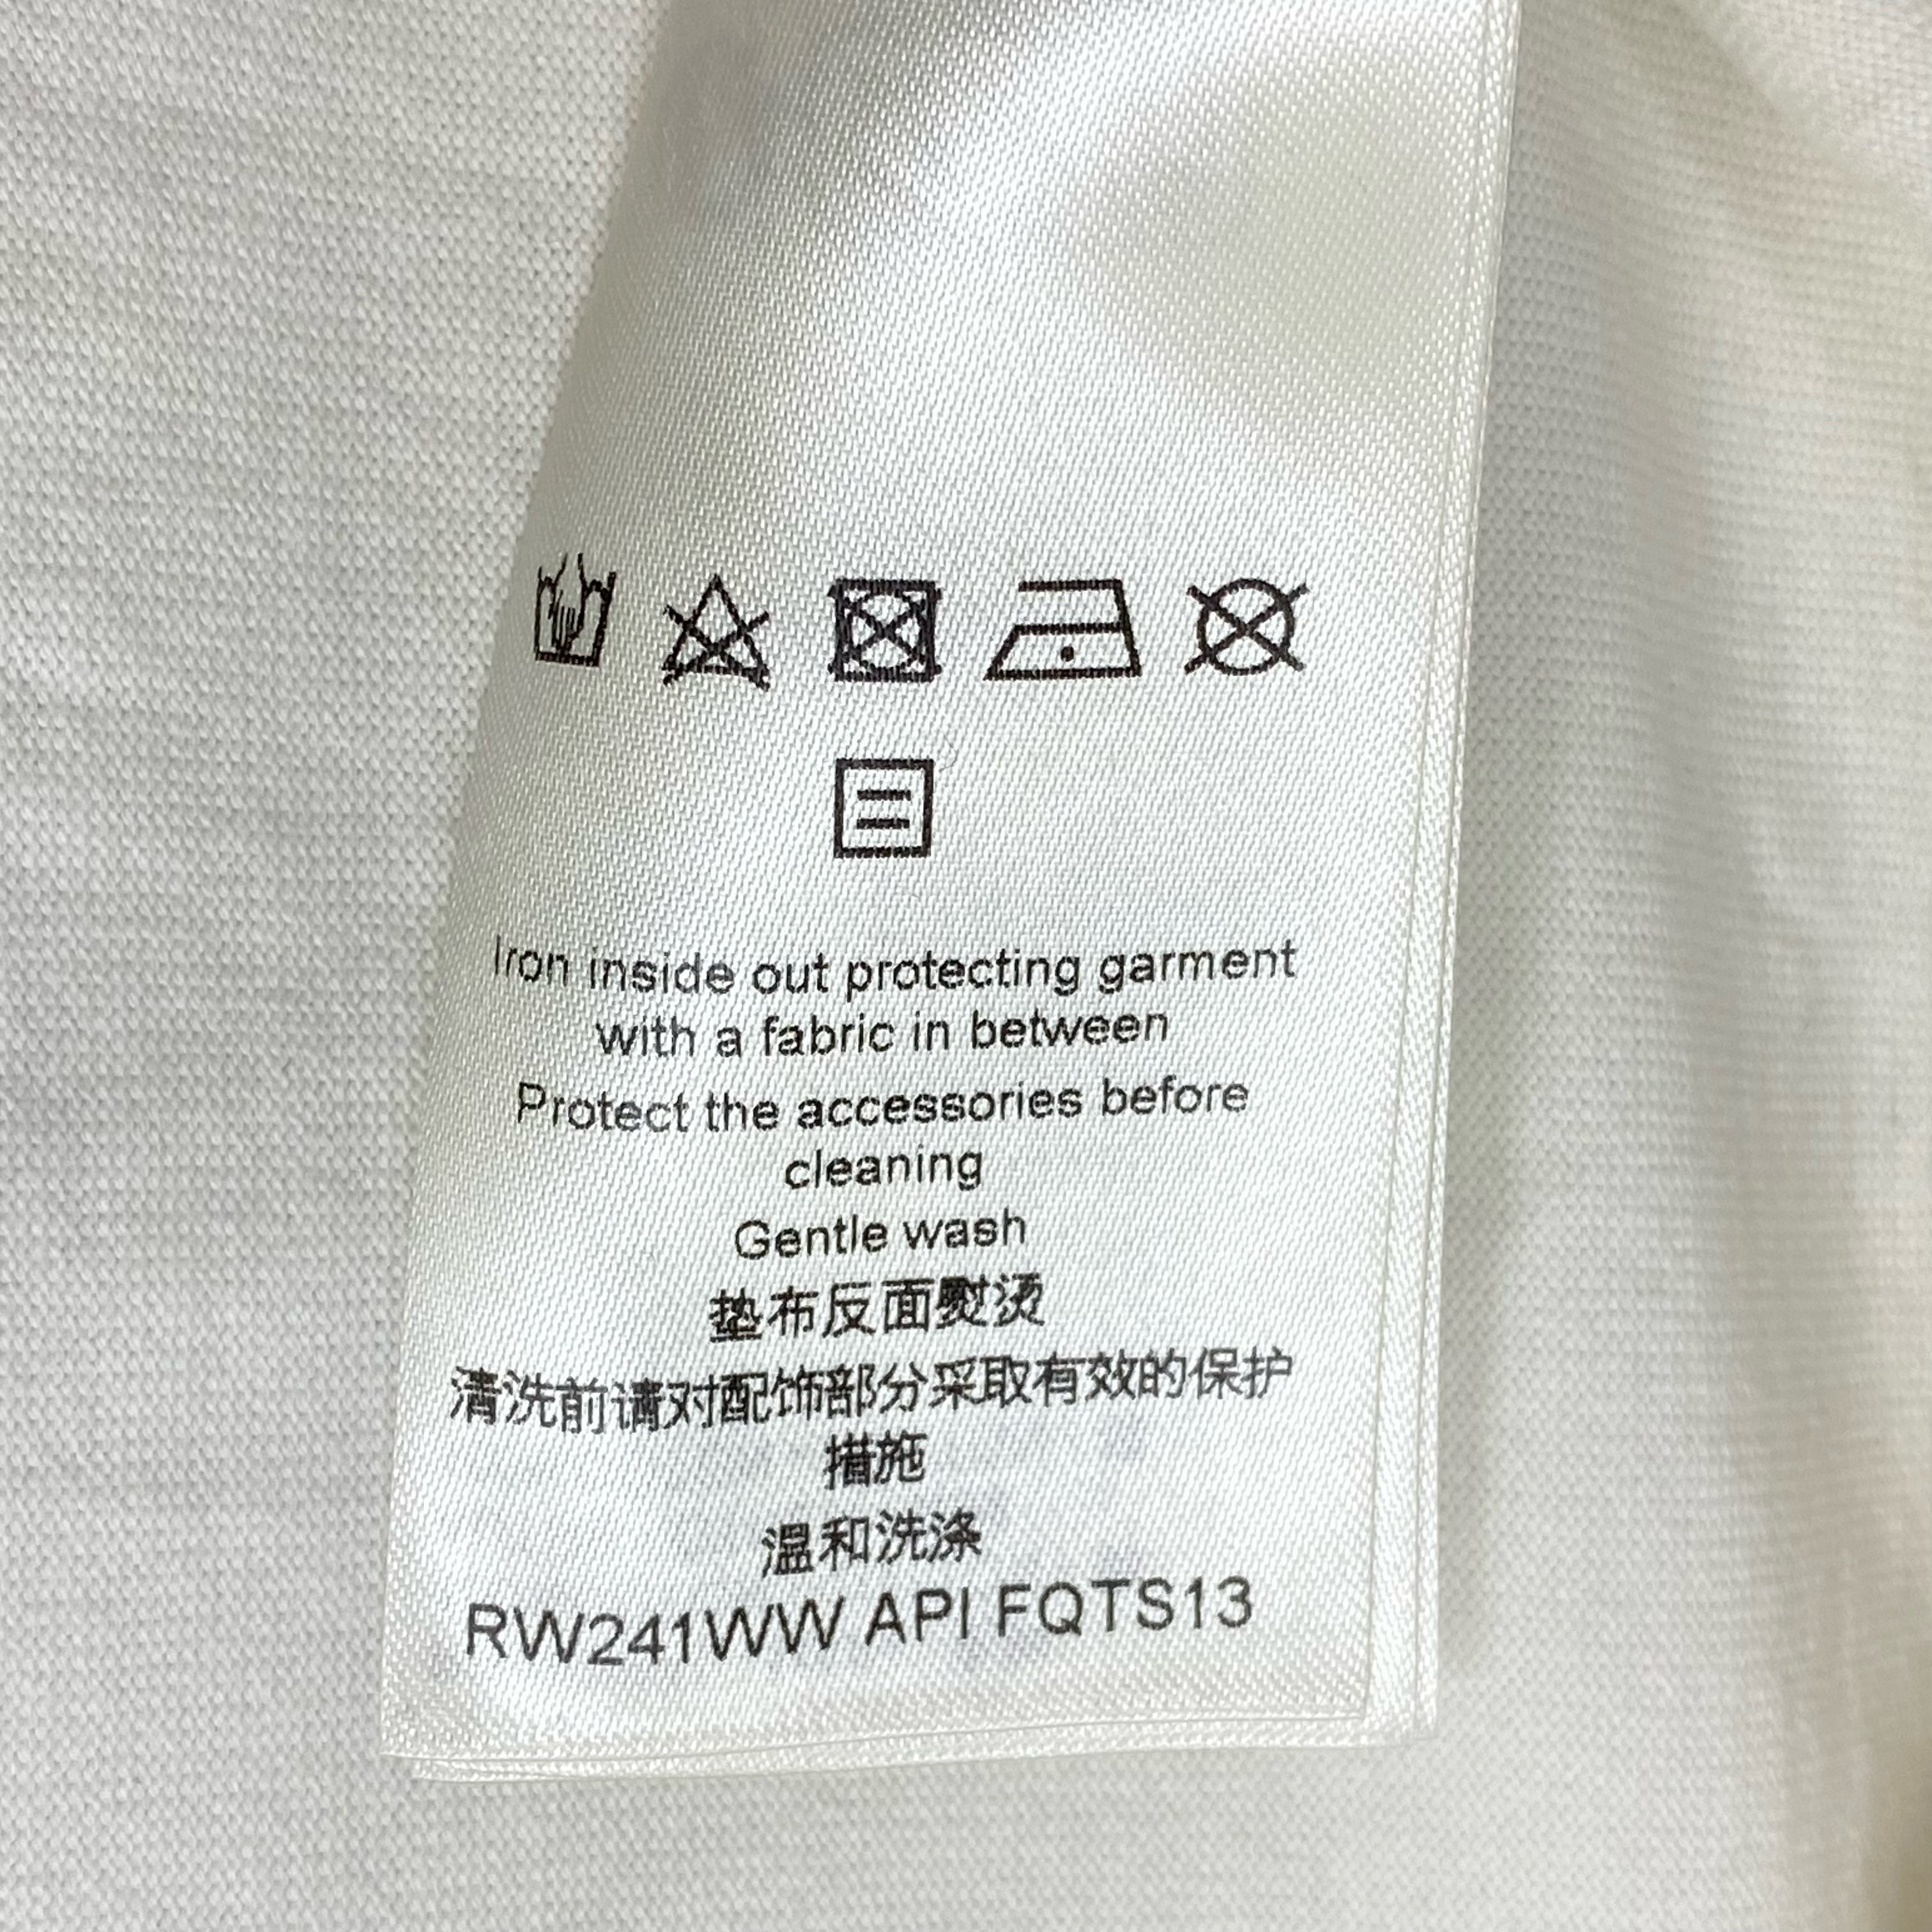 Iron inside out protecting garment
with a fabric in between
Protect the accessories before
cleaning
Gentle wash
垫布反面熨烫
清洗前请对配饰部分采取有效的保护
措施
温和洗涤
RW241WW API FQTS13